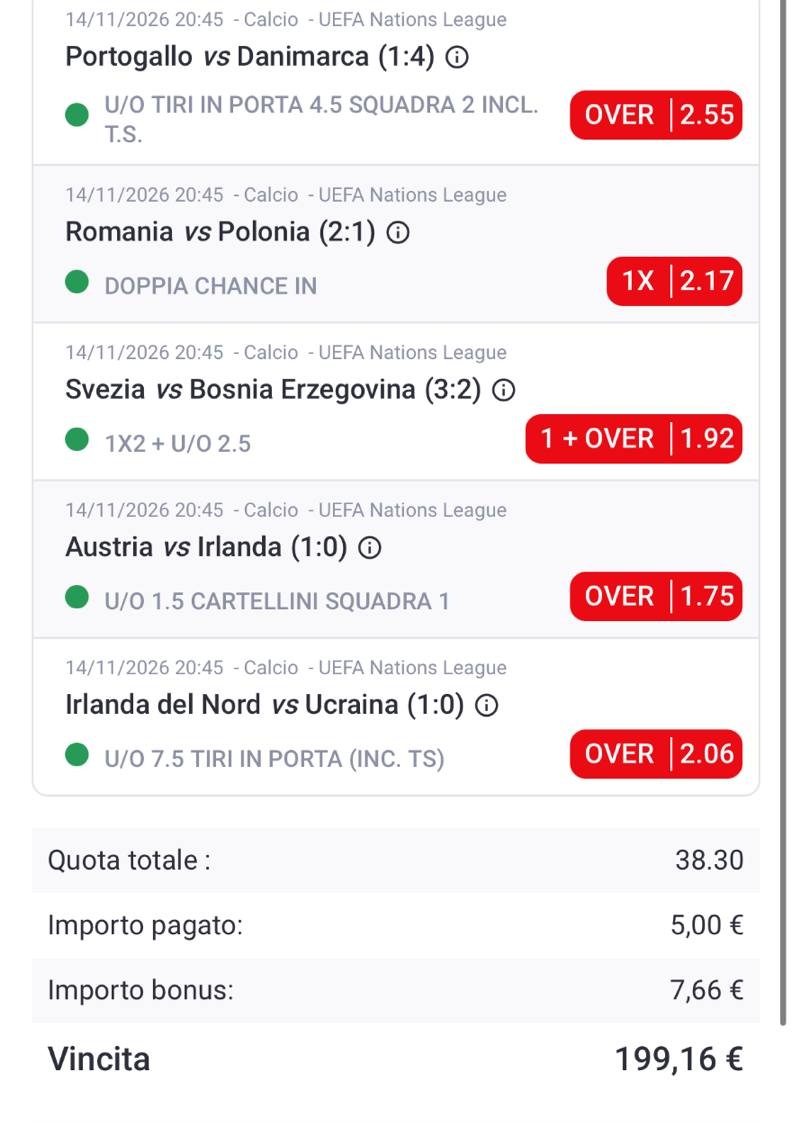 14/11/2026 20:45 - Calcio - UEFA Nations League
Portogallo vs Danimarca (1:4)
U/O TIRI IN PORTA 4.5 SQUADRA 2 INCL.
T.S.
OVER | 2.55
14/11/2026 20:45 - Calcio - UEFA Nations League
Romania vs Polonia (2:1)
DOPPIA CHANCE IN
1X | 2.17
14/11/2026 20:45 - Calcio - UEFA Nations League
Svezia vs Bosnia Erzegovina (3:2)
1X2 + U/O 2.5
1 + OVER | 1.92
14/11/2026 20:45 - Calcio - UEFA Nations League
Austria vs Irlanda (1:0)
U/O 1.5 CARTELLINI SQUADRA 1
OVER | 1.75
14/11/2026 20:45 - Calcio - UEFA Nations League
Irlanda del Nord vs Ucraina (1:0)
U/O 7.5 TIRI IN PORTA (INC. TS)
OVER | 2.06
Quota totale : 38.30
Importo pagato: 5,00 €
Importo bonus: 7,66 €
Vincita 199,16 €